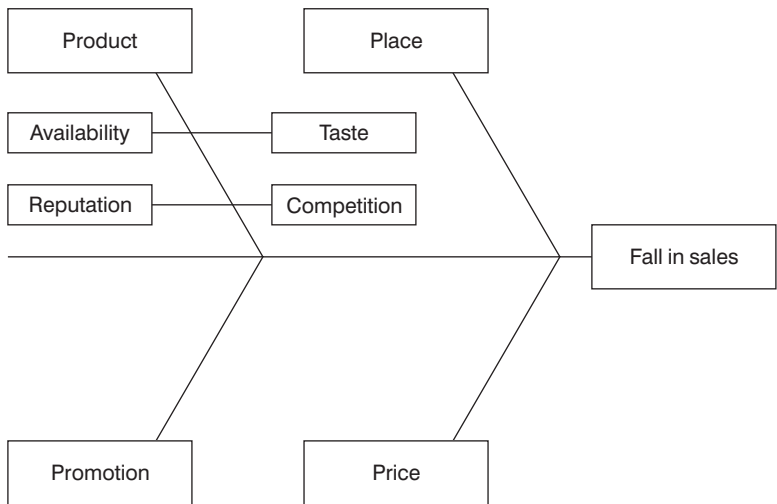 Product
Place
Availability
Taste
Reputation
Competition
Fall in sales
Promotion
Price